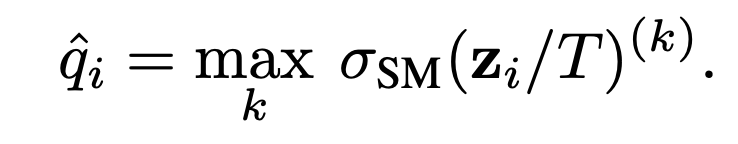 q̂ᵢ = max_k σ_SM(𝐳ᵢ/T)^(k).